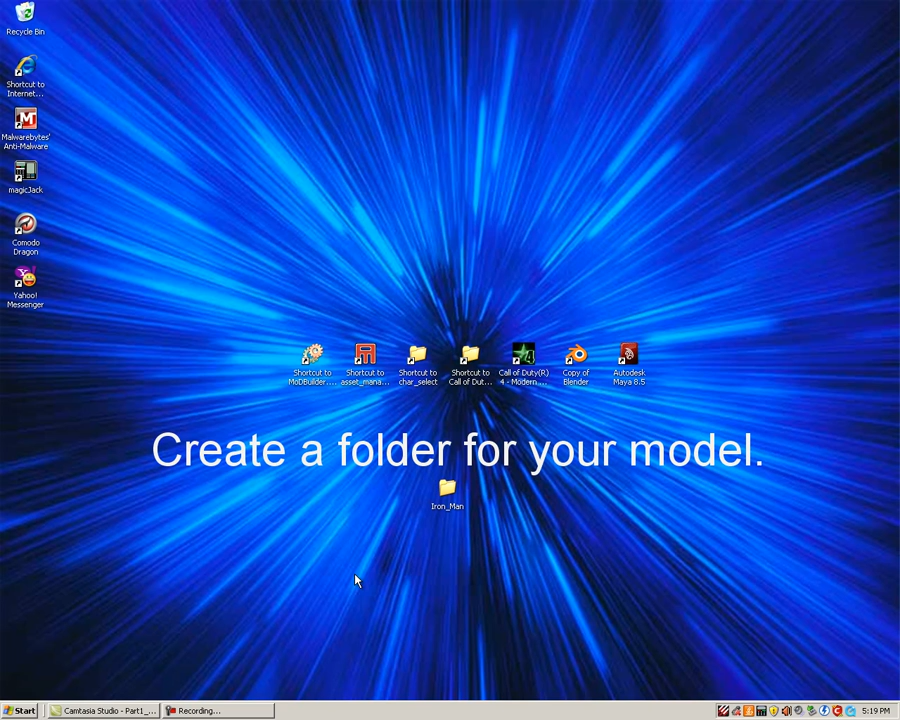 Recycle Bin
Shortcut to
Internet...
Malwarebytes'
Anti-Malware
magicJack
Comodo
Dragon
Yahoo!
Messenger
Shortcut to
MoDBuilder....
Shortcut to
asset_mana...
Shortcut to
char_select
Shortcut to
Call of Dut...
Call of Duty(R)
4 - Modern ...
Copy of
Blender
Autodesk
Maya 8.5
Create a folder for your model.
Iron_Man
Start
Camtasia Studio - Part1_...
Recording...
5:19 PM